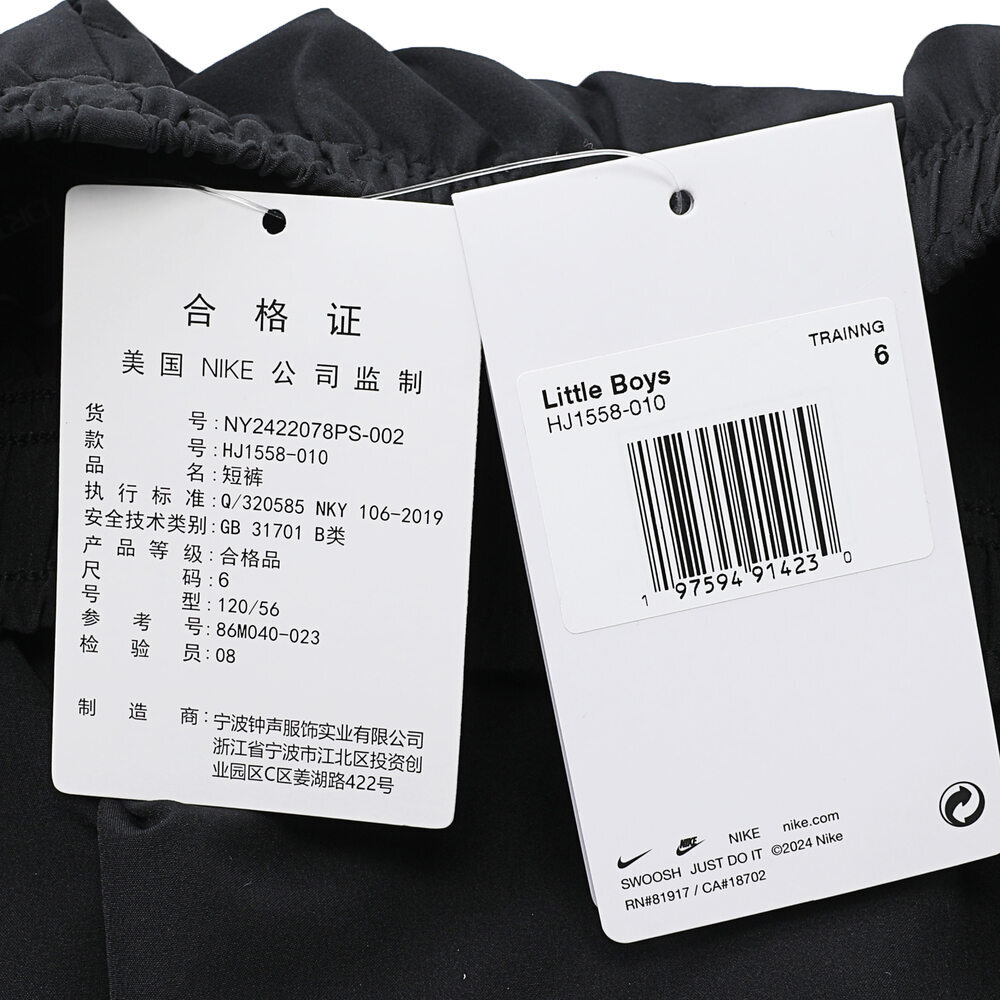 合格证
美国 NIKE 公司监制
货号:NY2422078PS-002
款号:HJ1558-010
品名:短裤
执行标准:Q/320585 NKY 106-2019
安全技术类别:GB 31701 B类
产品等级:合格品
尺码:6
号型:120/56
参考号:86M040-023
检验员:08
制造商:宁波钟声服饰实业有限公司
浙江省宁波市江北区投资创
业园区C区姜湖路422号
TRAINNG
6
Little Boys
HJ1558-010
1 97594 91423 0
NIKE NIKE nike.com
SWOOSH JUST DO IT ©2024 Nike
RN#81917 / CA#18702